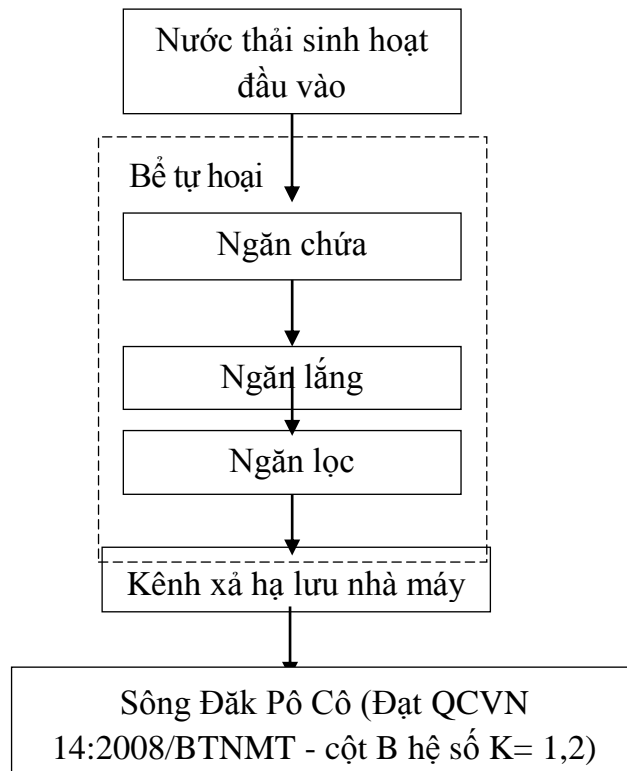 Nước thải sinh hoạt
đầu vào
Bể tự hoại
Ngăn chứa
Ngăn lắng
Ngăn lọc
Kênh xả hạ lưu nhà máy
Sông Đăk Pô Cô (Đạt QCVN
14:2008/BTNMT - cột B hệ số K= 1,2)